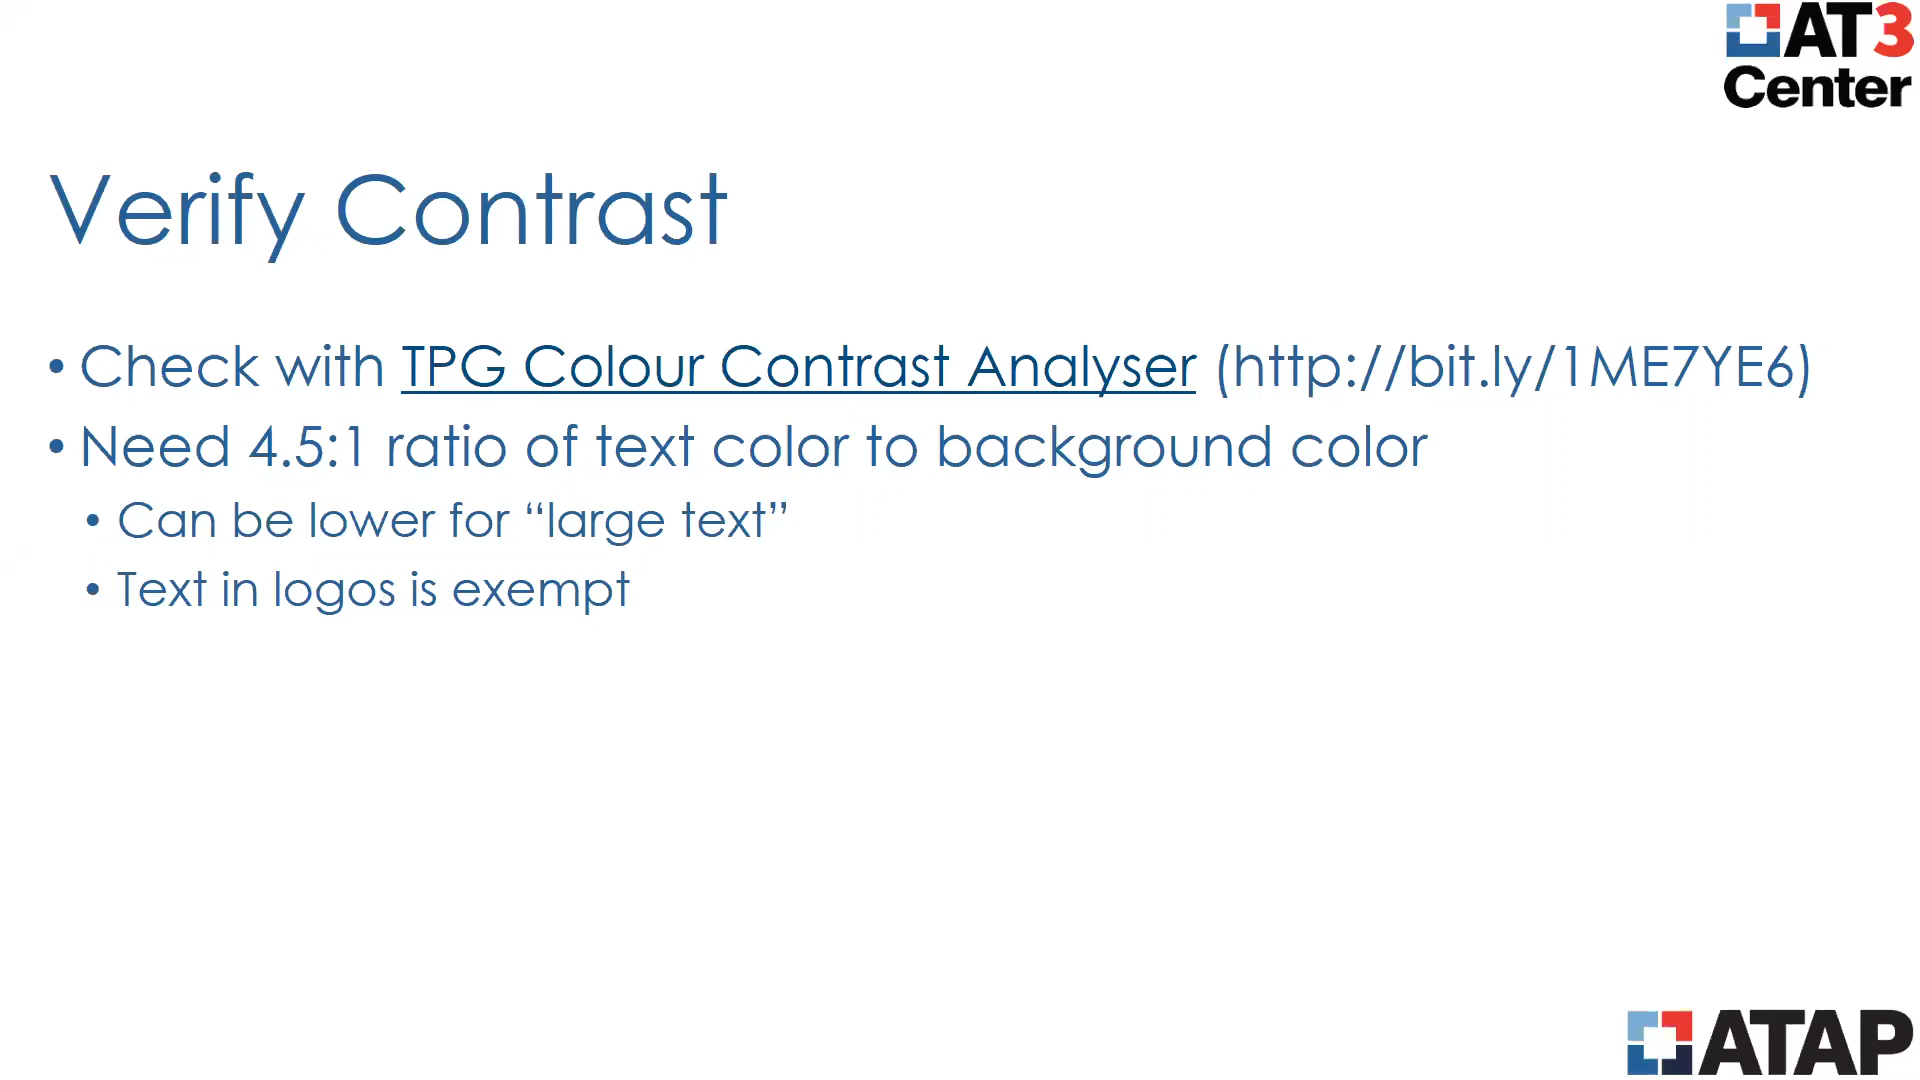 AT3
Center
Verify Contrast
• Check with TPG Colour Contrast Analyser (http://bit.ly/1ME7YE6)
• Need 4.5:1 ratio of text color to background color
• Can be lower for “large text”
• Text in logos is exempt
ATAP